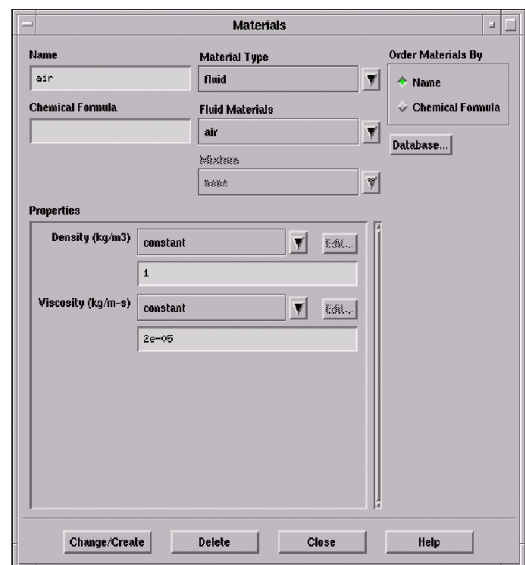 Materials
Name
air
Chemical Formula
Material Type
fluid
Fluid Materials
air
Mixture
none
Order Materials By
Name
Chemical Formula
Database...
Properties
Density (kg/m3)
constant
Edit...
1
Viscosity (kg/m-s)
constant
Edit...
2e-05
Change/Create
Delete
Close
Help